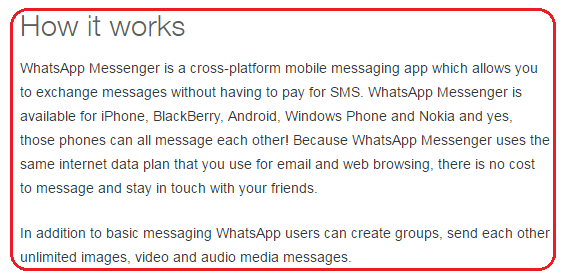 How it works
WhatsApp Messenger is a cross-platform mobile messaging app which allows you
to exchange messages without having to pay for SMS. WhatsApp Messenger is
available for iPhone, BlackBerry, Android, Windows Phone and Nokia and yes,
those phones can all message each other! Because WhatsApp Messenger uses the
same internet data plan that you use for email and web browsing, there is no cost
to message and stay in touch with your friends.
In addition to basic messaging WhatsApp users can create groups, send each other
unlimited images, video and audio media messages.